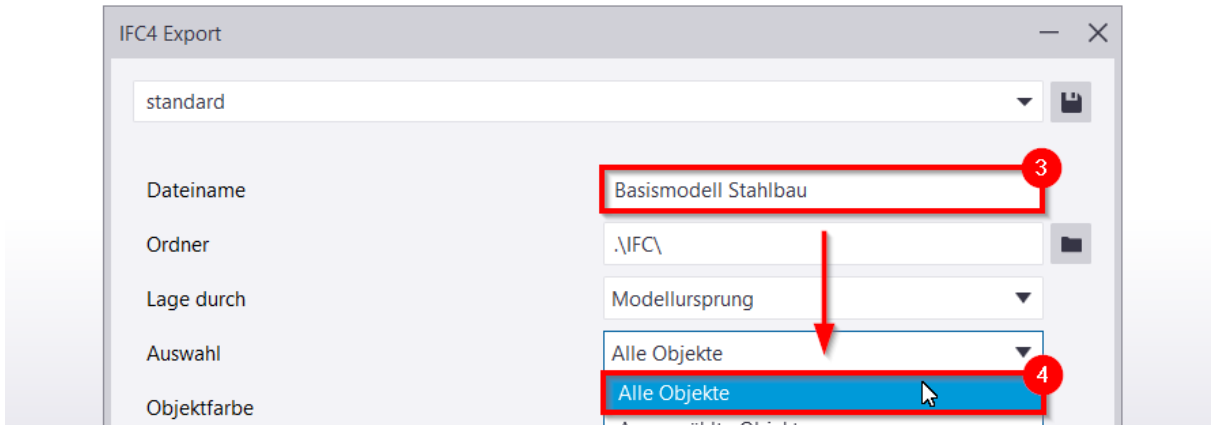 IFC4 Export
standard
3
Dateiname
Basismodell Stahlbau
Ordner
.\IFC\
Lage durch
Modellursprung
Auswahl
Alle Objekte
4
Alle Objekte
Objektfarbe